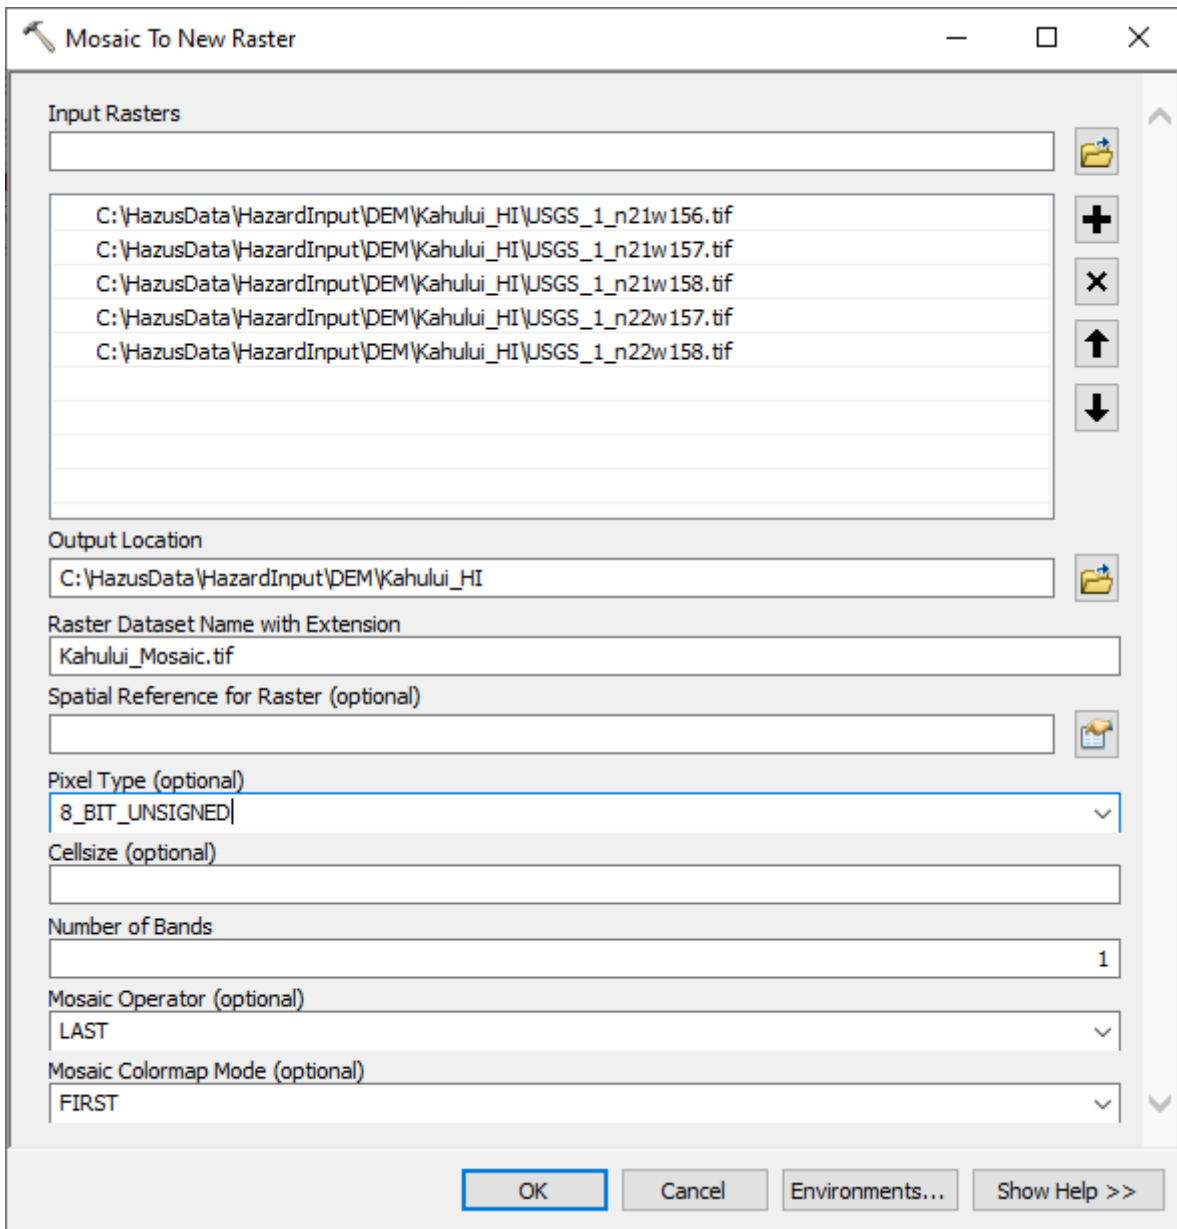 Mosaic To New Raster
Input Rasters
C:\HazusData\HazardInput\DEM\Kahului_HI\USGS_1_n21w156.tif
C:\HazusData\HazardInput\DEM\Kahului_HI\USGS_1_n21w157.tif
C:\HazusData\HazardInput\DEM\Kahului_HI\USGS_1_n21w158.tif
C:\HazusData\HazardInput\DEM\Kahului_HI\USGS_1_n22w157.tif
C:\HazusData\HazardInput\DEM\Kahului_HI\USGS_1_n22w158.tif
Output Location
C:\HazusData\HazardInput\DEM\Kahului_HI
Raster Dataset Name with Extension
Kahului_Mosaic.tif
Spatial Reference for Raster (optional)
Pixel Type (optional)
8_BIT_UNSIGNED
Cellsize (optional)
Number of Bands
1
Mosaic Operator (optional)
LAST
Mosaic Colormap Mode (optional)
FIRST
OK Cancel Environments... Show Help >>